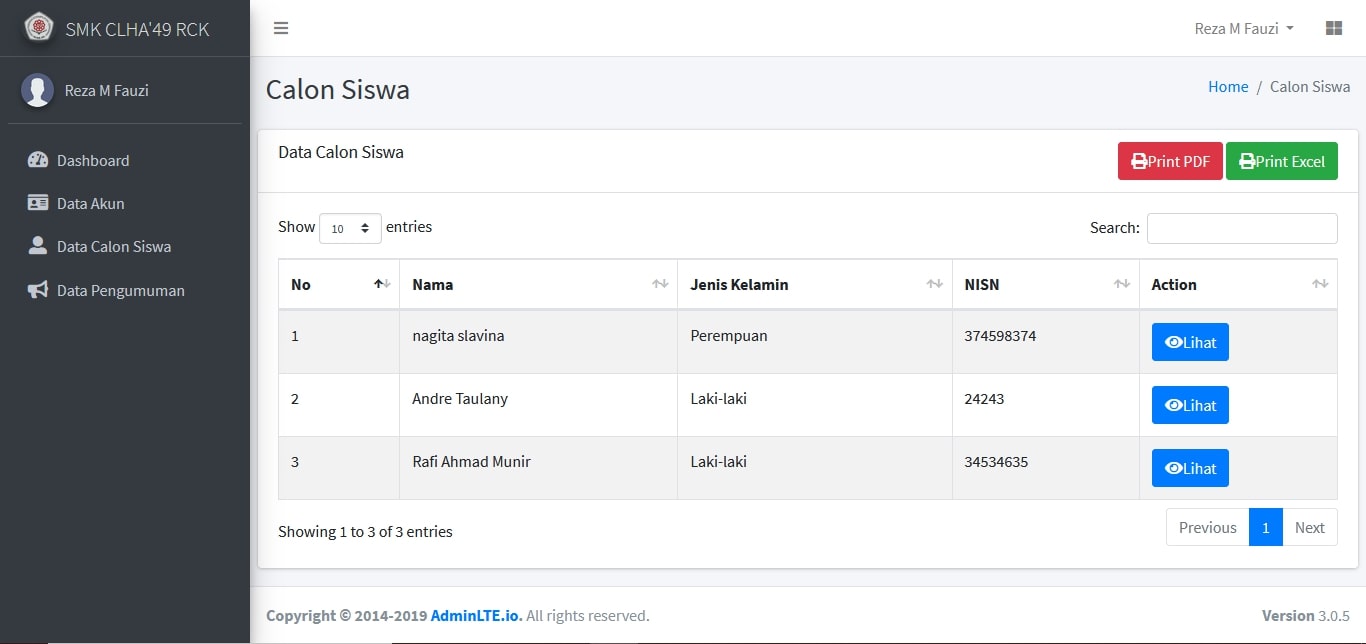 SMK CLHA'49 RCK
Reza M Fauzi
Reza M Fauzi
Dashboard
Data Akun
Data Calon Siswa
Data Pengumuman
Calon Siswa
Home / Calon Siswa
Data Calon Siswa
Print PDF Print Excel
Show 10 entries Search:
No Nama Jenis Kelamin NISN Action
1 nagita slavina Perempuan 374598374 Lihat
2 Andre Taulany Laki-laki 24243 Lihat
3 Rafi Ahmad Munir Laki-laki 34534635 Lihat
Showing 1 to 3 of 3 entries Previous 1 Next
Copyright © 2014-2019 AdminLTE.io. All rights reserved. Version 3.0.5